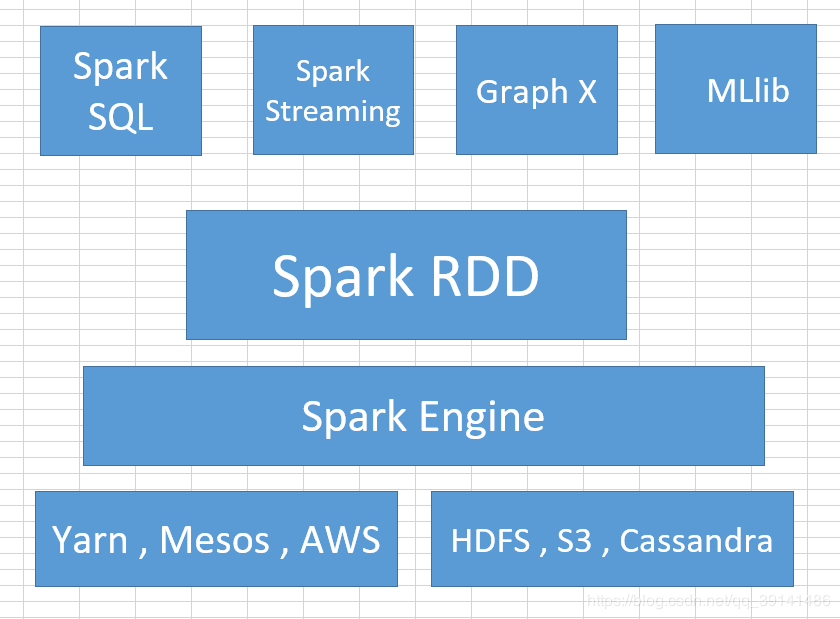 Spark
SQL
Spark
Streaming
Graph X
MLlib
Spark RDD
Spark Engine
Yarn , Mesos , AWS
HDFS , S3 , Cassandra
https://blog.csdn.net/qq_39141486